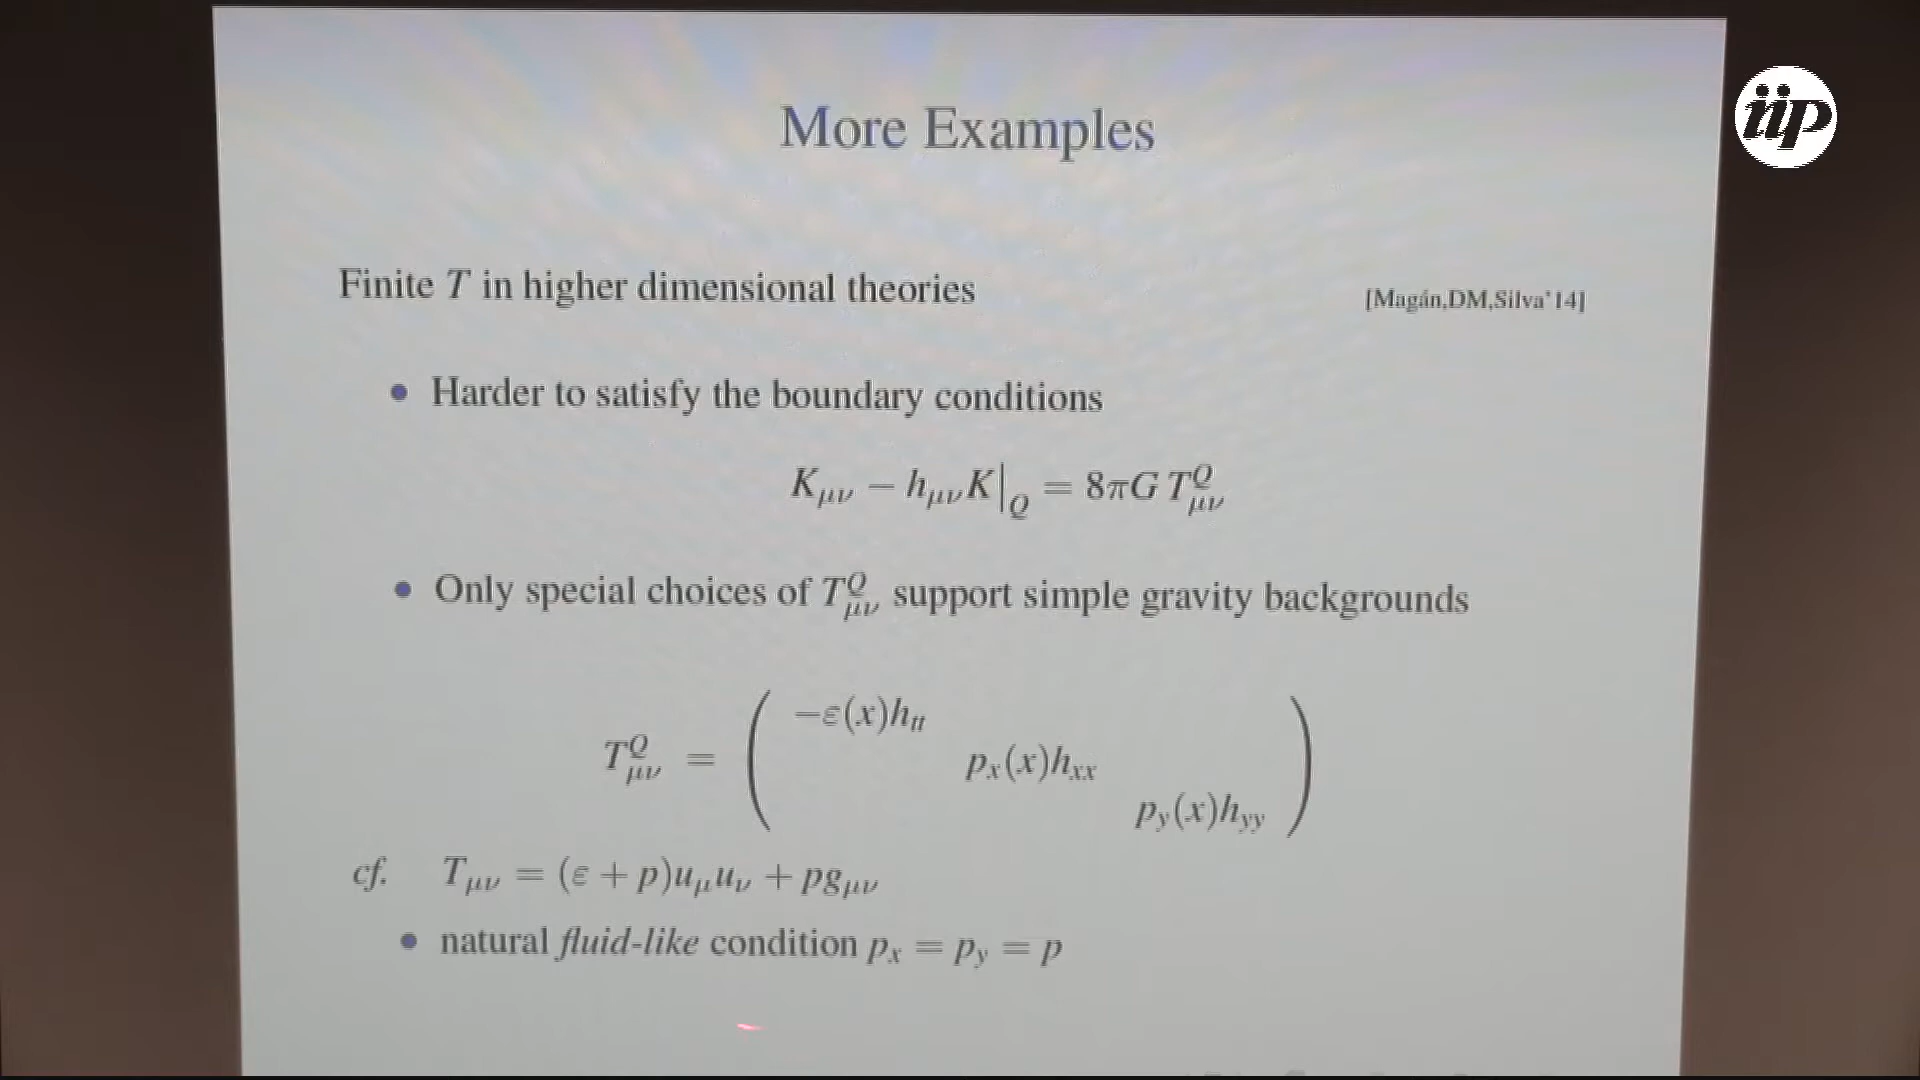 iip
More Examples
Finite T in higher dimensional theories [Magán,DM,Silva'14]
• Harder to satisfy the boundary conditions
K_{μν} − h_{μν}K|_Q = 8πG T^Q_{μν}
• Only special choices of T^Q_{μν} support simple gravity backgrounds
−ε(x)h_{tt}
T^Q_{μν} = ( p_x(x)h_{xx} )
p_y(x)h_{yy}
cf. T_{μν} = (ε + p)u_μu_ν + pg_{μν}
• natural fluid-like condition p_x = p_y = p